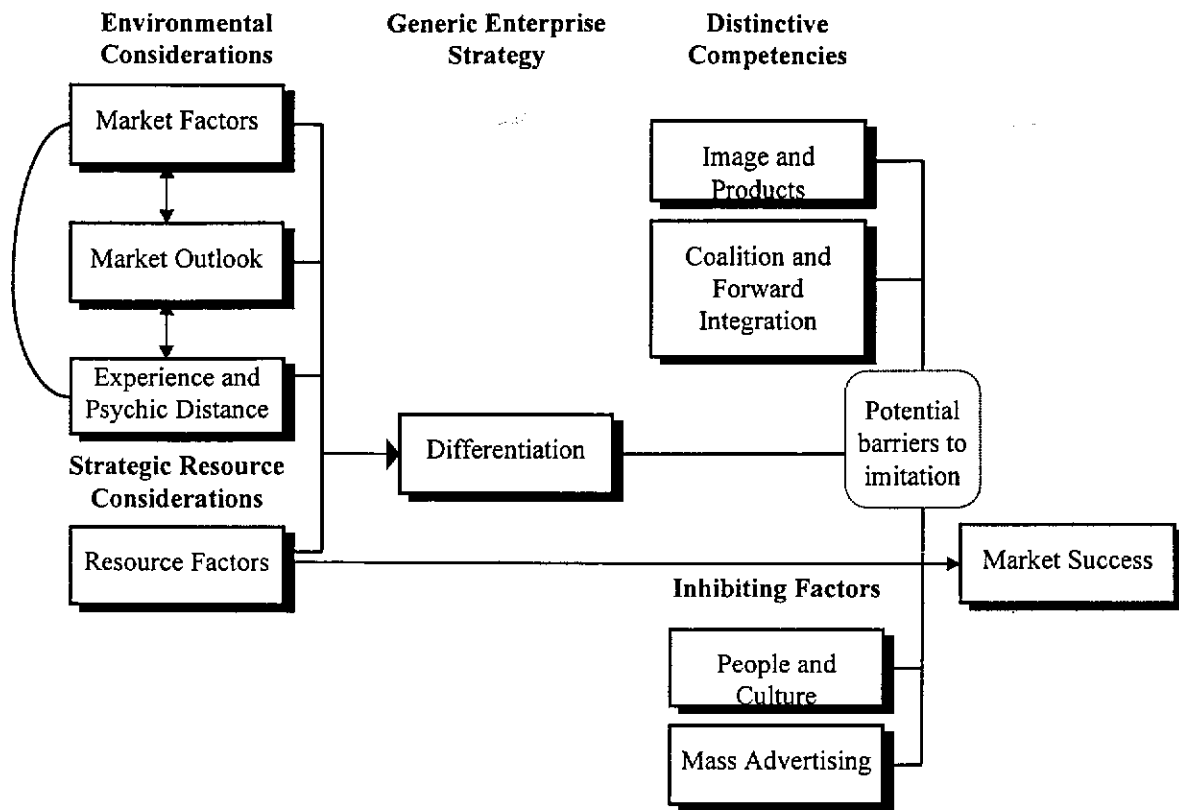 Environmental
Considerations
Generic Enterprise
Strategy
Distinctive
Competencies
Market Factors
Market Outlook
Experience and
Psychic Distance
Strategic Resource
Considerations
Resource Factors
Differentiation
Image and
Products
Coalition and
Forward
Integration
Potential
barriers to
imitation
Market Success
Inhibiting Factors
People and
Culture
Mass Advertising